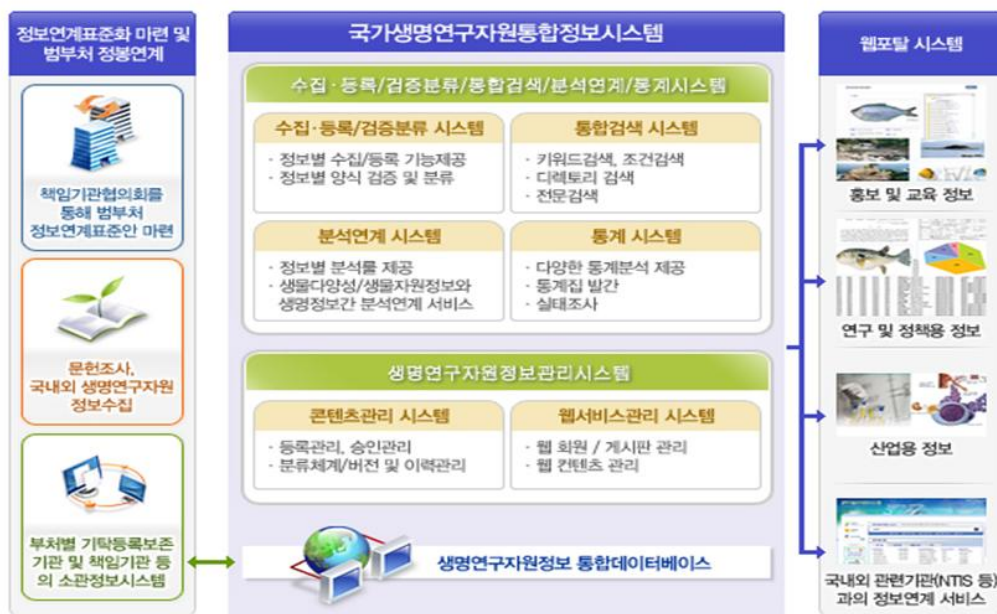 정보연계표준화 마련 및
범부처 정봉연계
책임기관협의회를
통해 범부처
정보연계표준안 마련
문헌조사,
국내외 생명연구자원
정보수집
부처별 기탁등록보존
기관 및 책임기관 등
의 소관정보시스템
국가생명연구자원통합정보시스템
수집·등록/검증분류/통합검색/분석연계/통계시스템
수집·등록/검증분류 시스템
· 정보별 수집/등록 기능제공
· 정보별 양식 검증 및 분류
통합검색 시스템
· 키워드검색, 조건검색
· 디렉토리 검색
· 전문검색
분석연계 시스템
· 정보별 분석룰 제공
· 생물다양성/생물자원정보와
생명정보간 분석연계 서비스
통계 시스템
· 다양한 통계분석 제공
· 통계집 발간
· 실태조사
생명연구자원정보관리시스템
콘텐츠관리 시스템
· 등록관리, 승인관리
· 분류체계/버전 및 이력관리
웹서비스관리 시스템
· 웹 회원 / 게시판 관리
· 웹 컨텐츠 관리
생명연구자원정보 통합데이터베이스
웹포탈 시스템
홍보 및 교육 정보
연구 및 정책용 정보
산업용 정보
국내외 관련기관(NTIS 등)
과의 정보연계 서비스